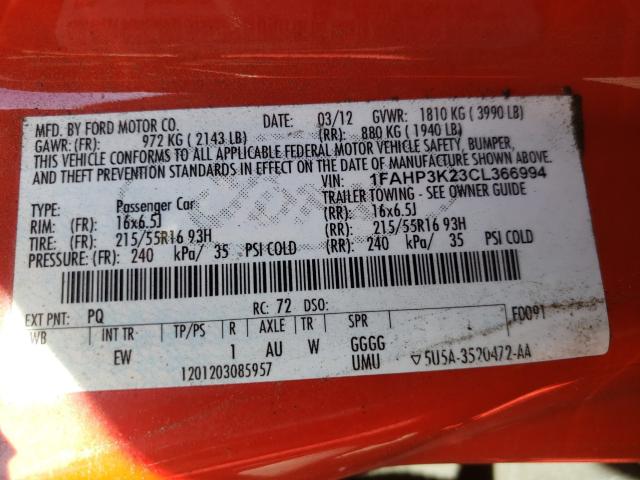 MFD. BY FORD MOTOR CO. DATE: 03/12 GVWR: 1810 KG ( 3990 LB)
GAWR: (FR): 972 KG ( 2143 LB) (RR): 880 KG ( 1940 LB)
THIS VEHICLE CONFORMS TO ALL APPLICABLE FEDERAL MOTOR VEHICLE SAFETY, BUMPER,
AND THEFT PREVENTION STANDARDS IN EFFECT ON THE DATE OF MANUFACTURE SHOWN ABOVE.
VIN: 1FAHP3K23CL366994
TYPE: Passenger Car TRAILER TOWING - SEE OWNER GUIDE
RIM: (FR): 16x6.5J (RR): 16x6.5J
TIRE: (FR): 215/55R16 93H (RR): 215/55R16 93H
PRESSURE: (FR): 240 kPa/ 35 PSI COLD (RR): 240 kPa/ 35 PSI COLD
EXT PNT: PQ RC: 72 DSO: F0091
WB INT TR TP/PS R AXLE TR SPR
EW 1 AU W GGGG
UMU
1201203085957 ▽5U5A-3520472-AA